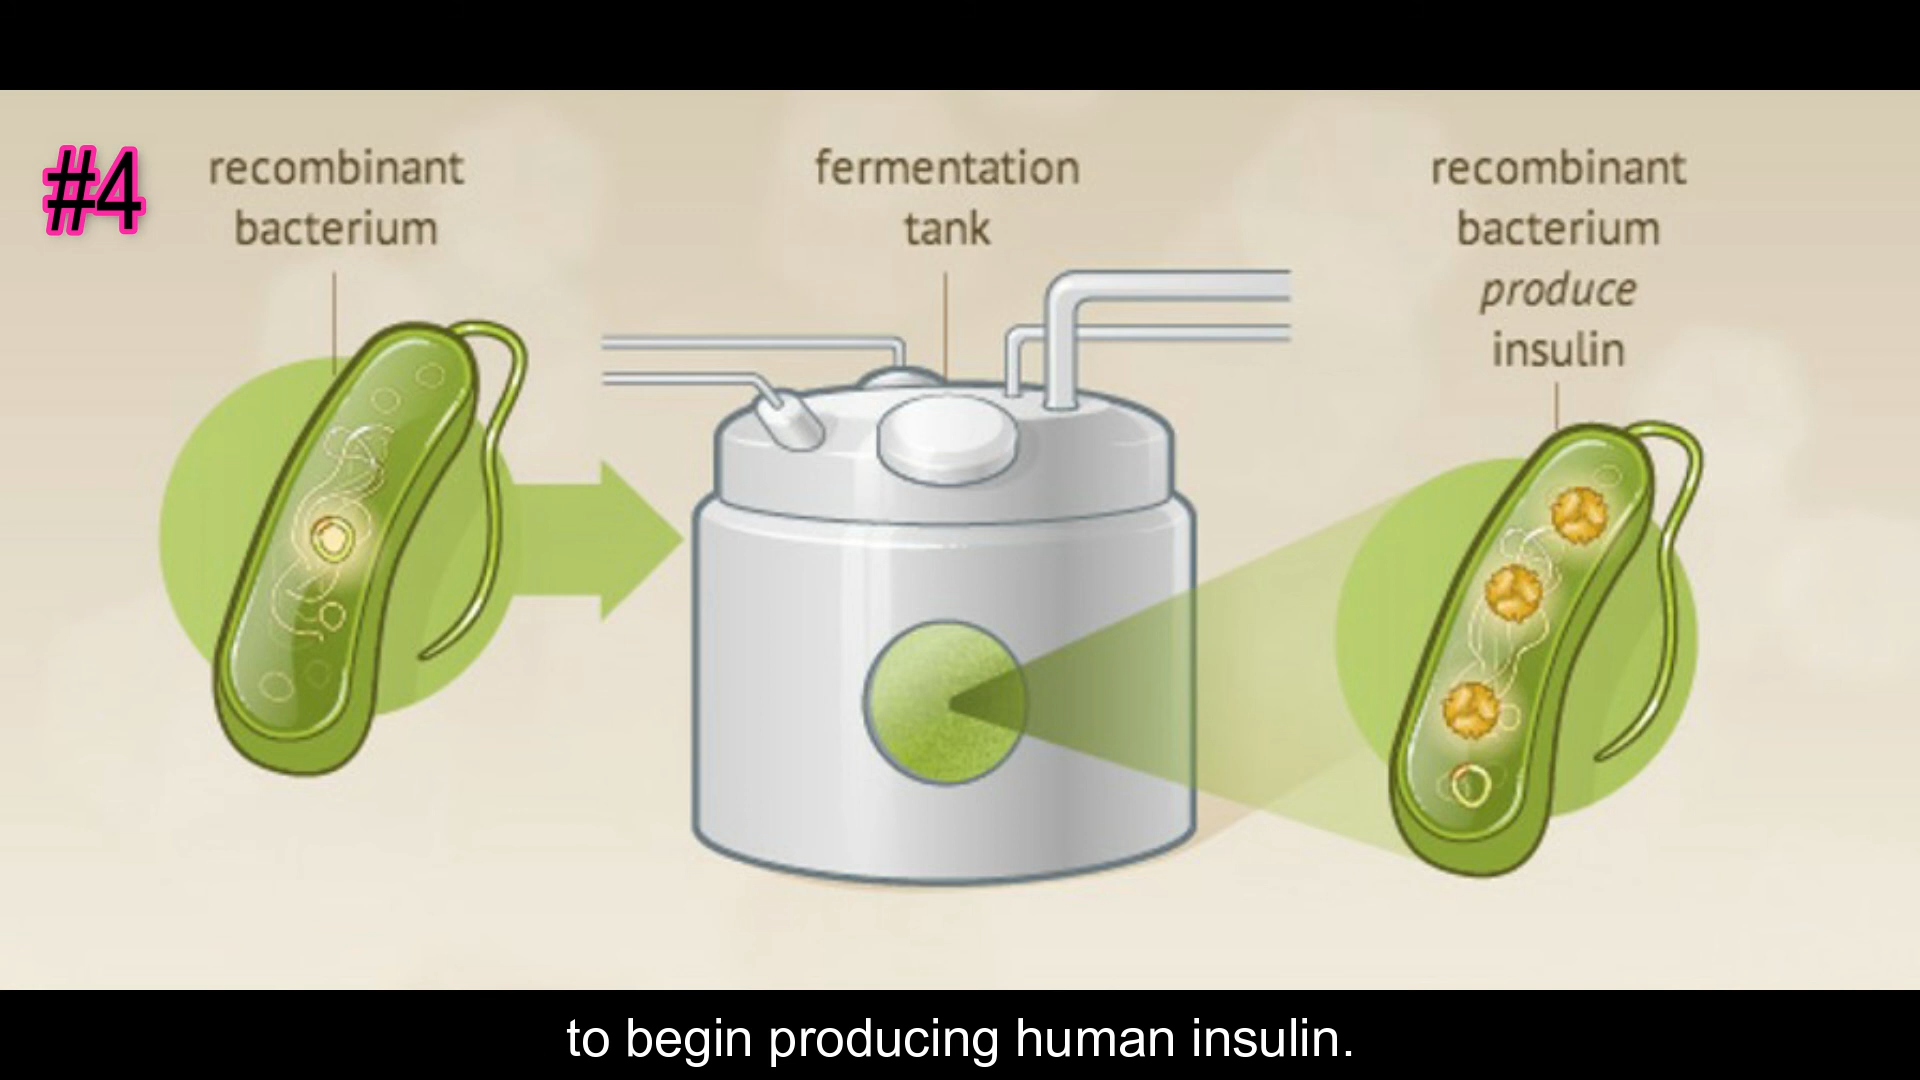 #4
recombinant
bacterium
fermentation
tank
recombinant
bacterium
produce
insulin
to begin producing human insulin.